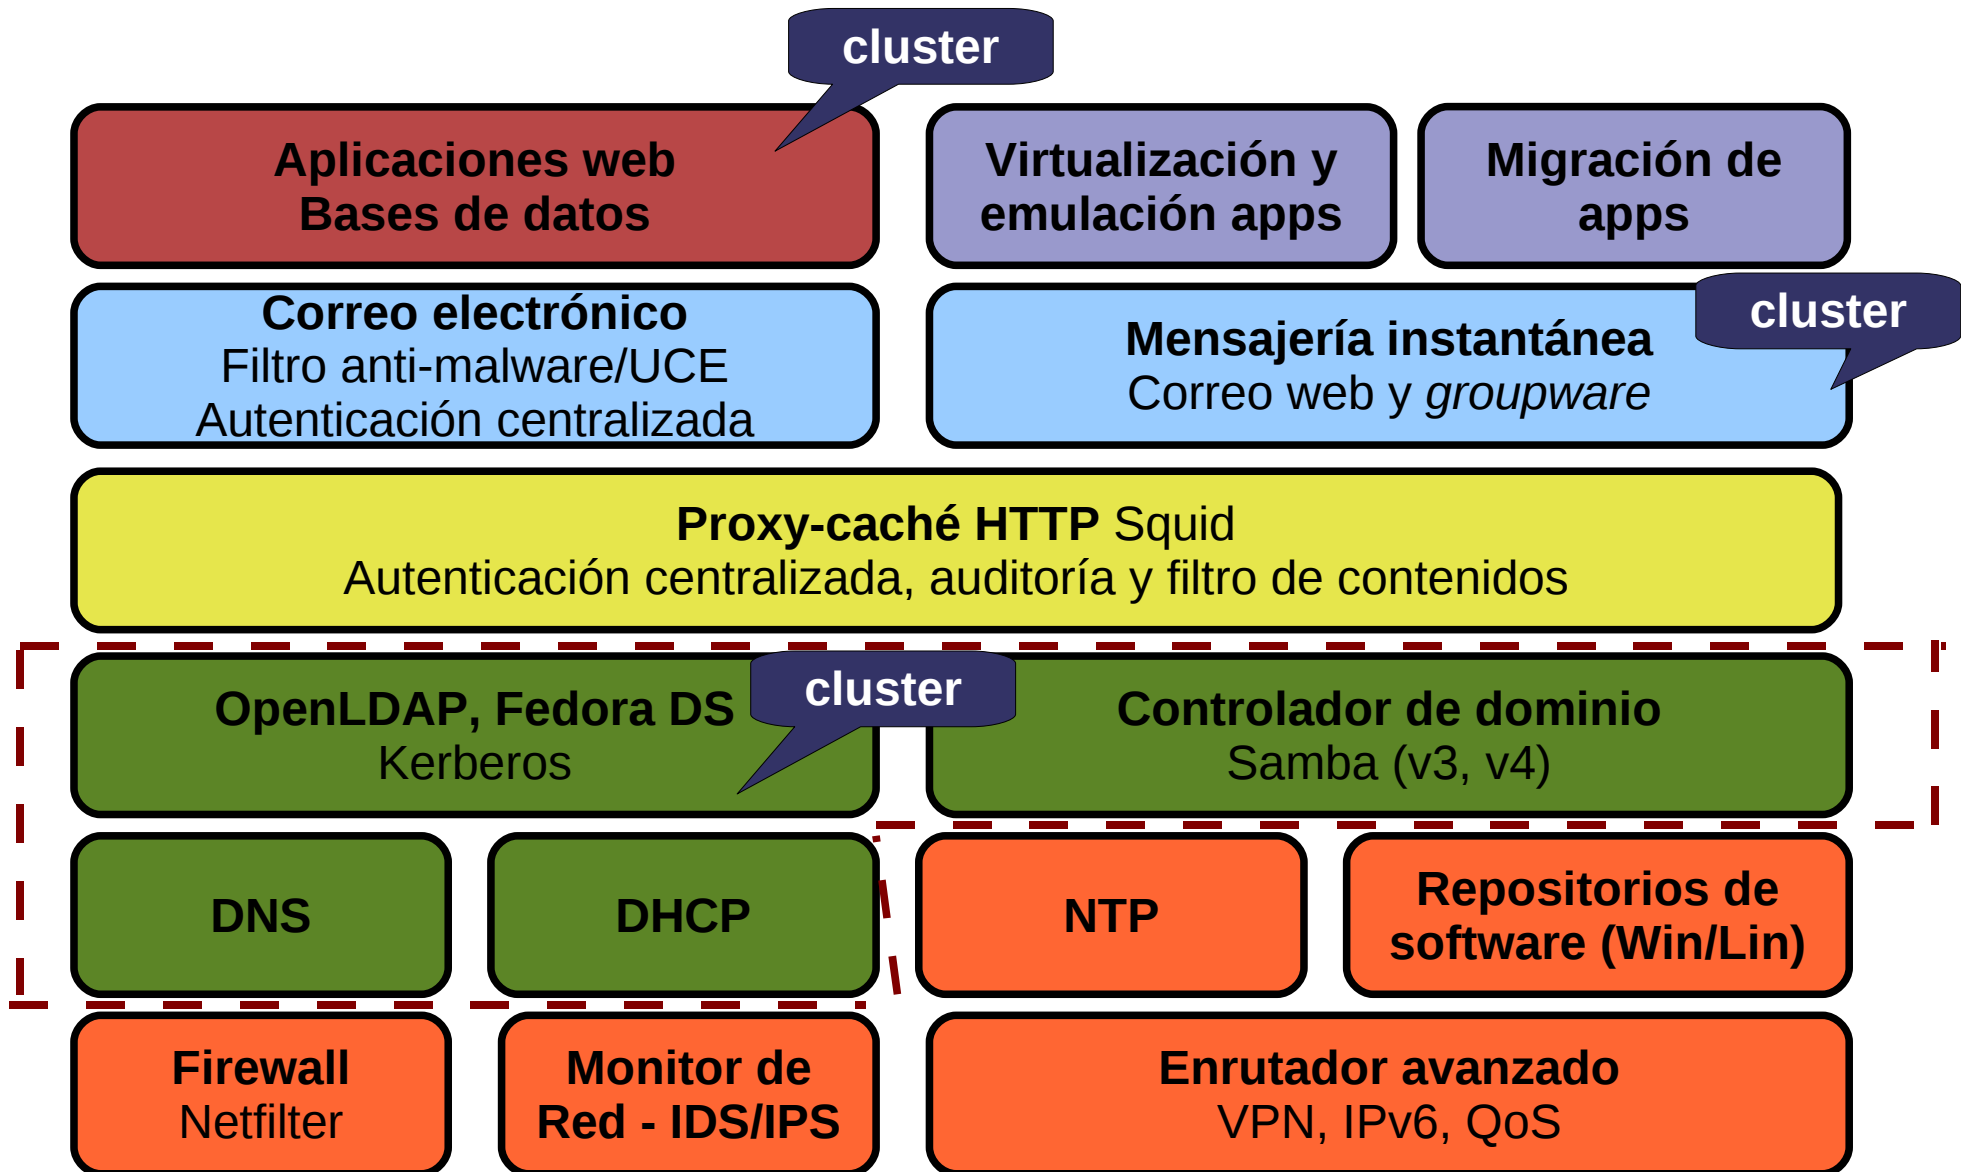 cluster
Aplicaciones web
Bases de datos
Virtualización y
emulación apps
Migración de
apps
Correo electrónico
Filtro anti-malware/UCE
Autenticación centralizada
cluster
Mensajería instantánea
Correo web y groupware
Proxy-caché HTTP Squid
Autenticación centralizada, auditoría y filtro de contenidos
OpenLDAP, Fedora DS
Kerberos
cluster
Controlador de dominio
Samba (v3, v4)
DNS
DHCP
NTP
Repositorios de
software (Win/Lin)
Firewall
Netfilter
Monitor de
Red - IDS/IPS
Enrutador avanzado
VPN, IPv6, QoS